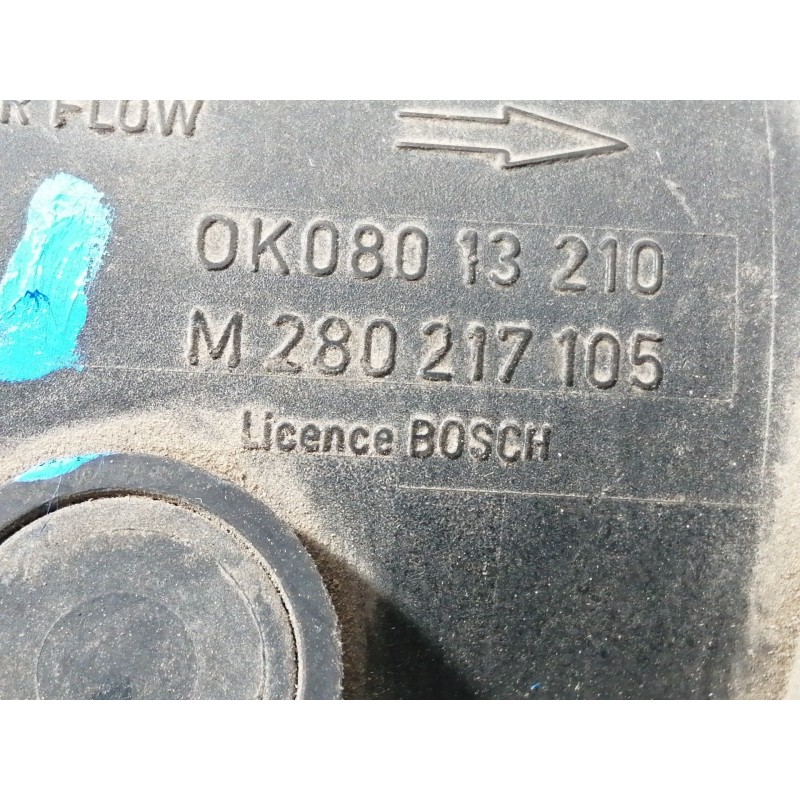 R FLOW
0K080 13 210
M 280 217 105
Licence BOSCH